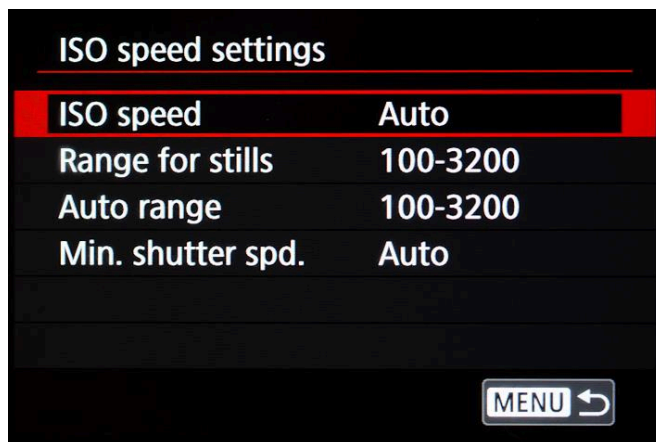 ISO speed settings
ISO speed Auto
Range for stills 100-3200
Auto range 100-3200
Min. shutter spd. Auto
MENU